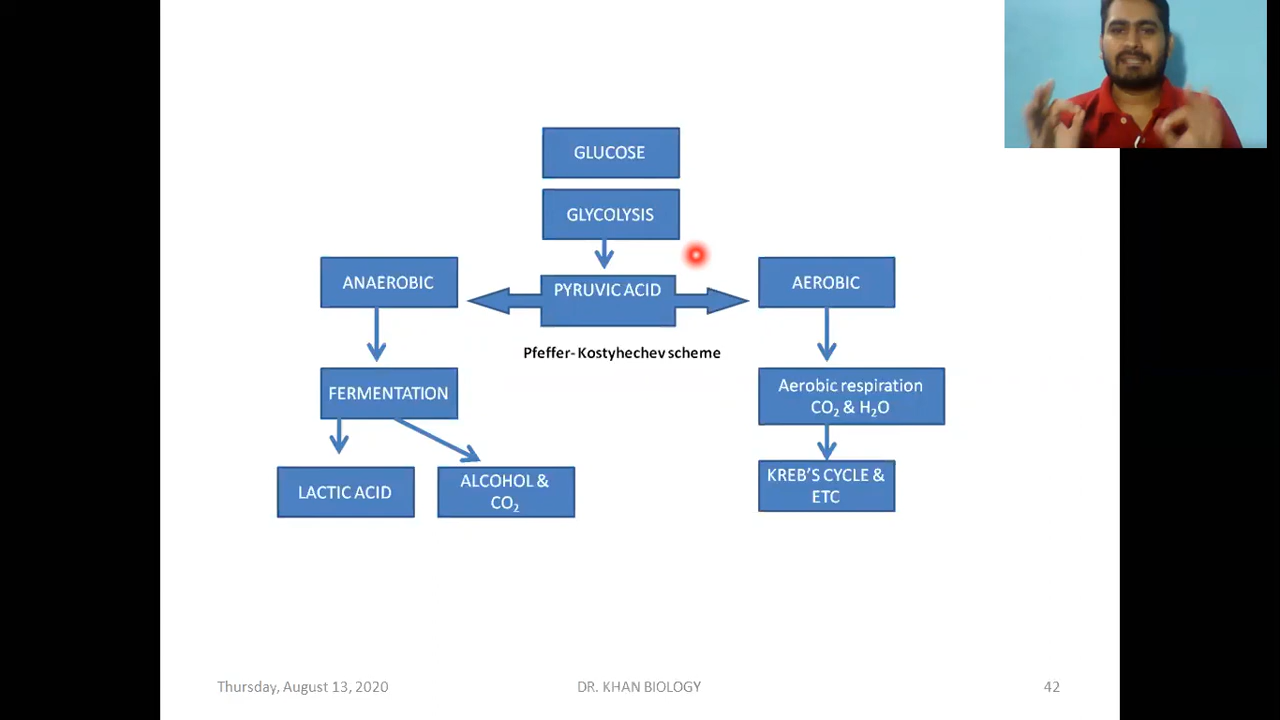 GLUCOSE
GLYCOLYSIS
ANAEROBIC
PYRUVIC ACID
AEROBIC
Pfeffer- Kostyhechev scheme
FERMENTATION
Aerobic respiration
CO₂ & H₂O
LACTIC ACID
ALCOHOL &
CO₂
KREB'S CYCLE &
ETC
Thursday, August 13, 2020
DR. KHAN BIOLOGY
42